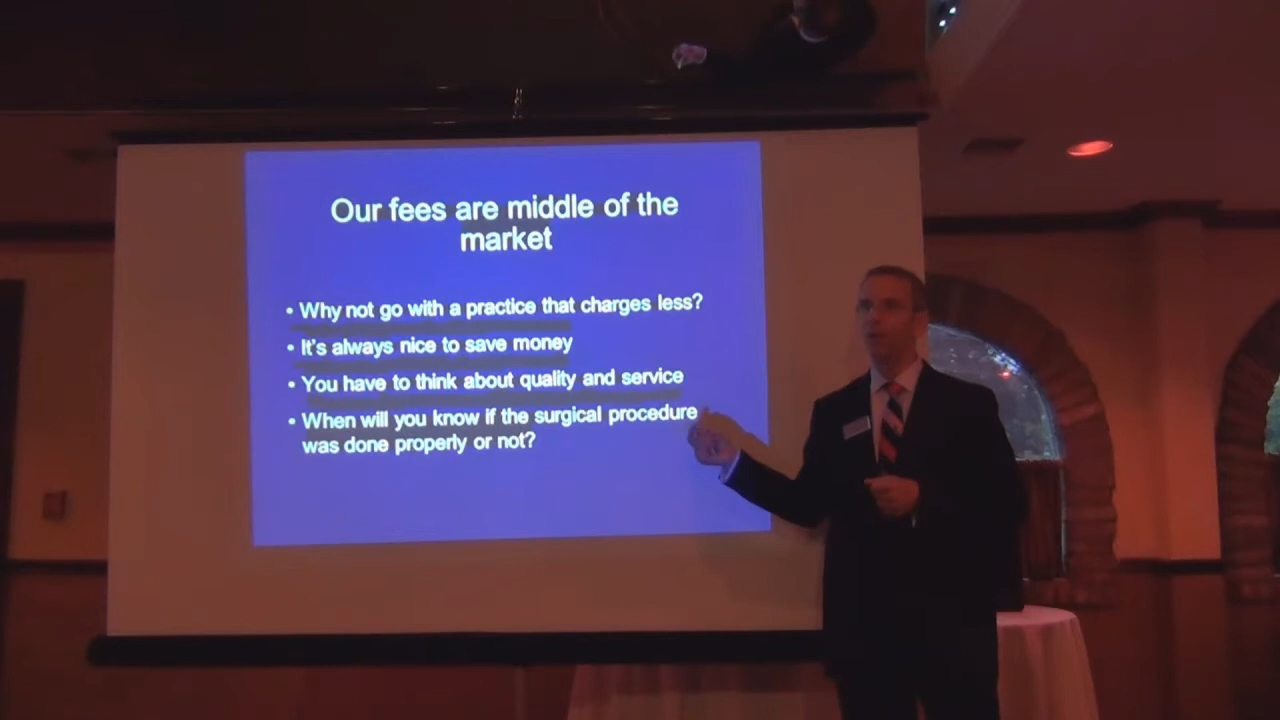 Our fees are middle of the
market
• Why not go with a practice that charges less?
• It's always nice to save money
• You have to think about quality and service
• When will you know if the surgical procedure
was done properly or not?